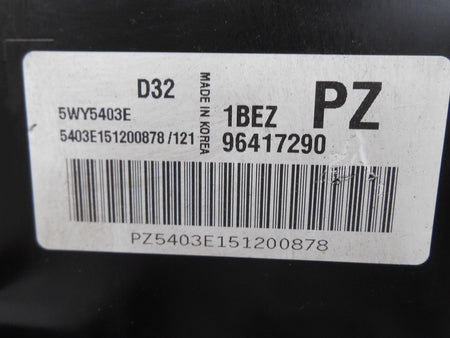 D32
5WY5403E
5403E151200878 /121
MADE IN KOREA
PZ
1BEZ
96417290
PZ5403E151200878